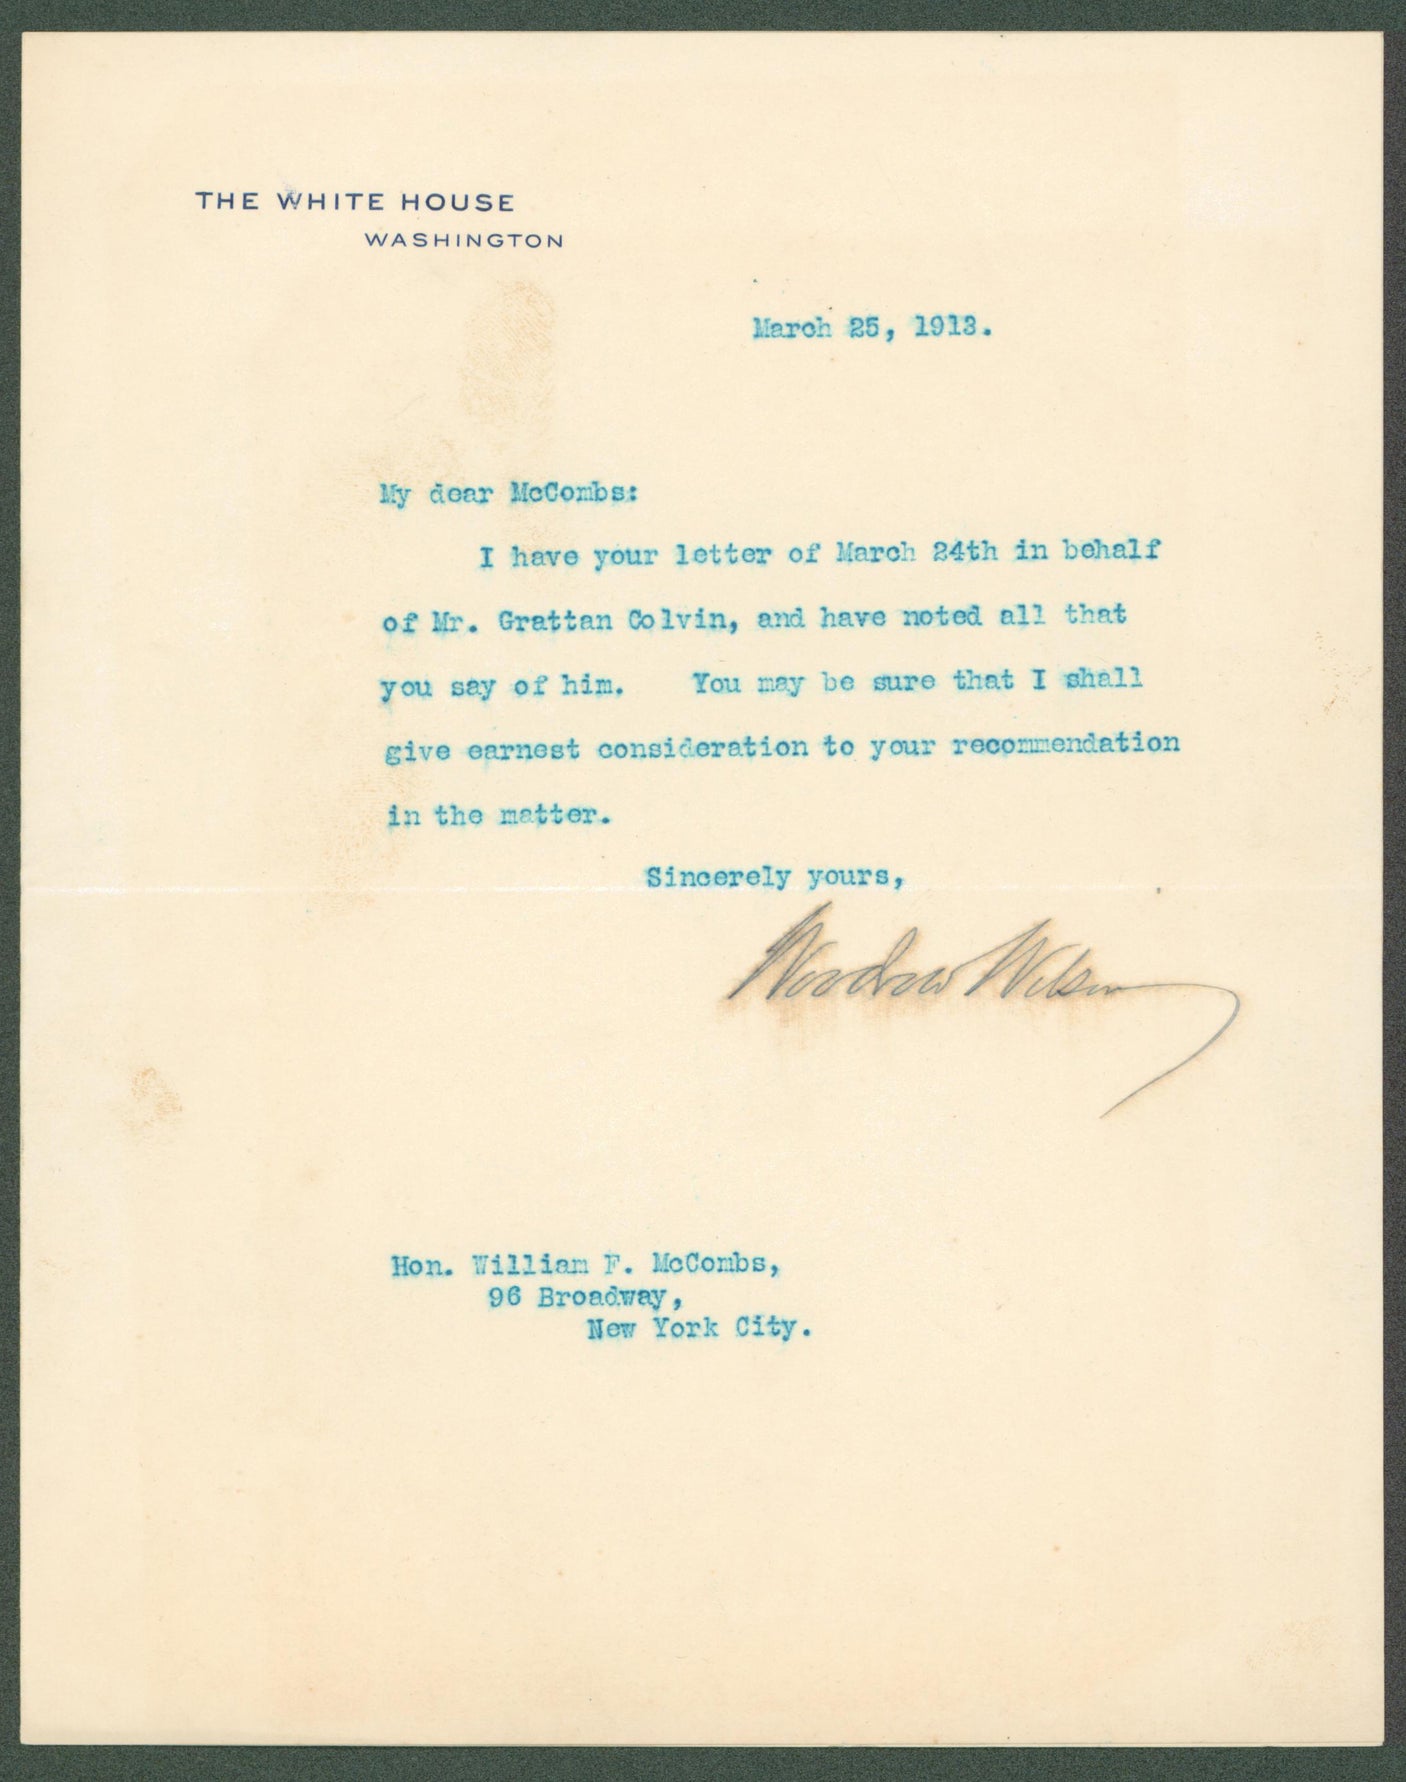 THE WHITE HOUSE
WASHINGTON
March 25, 1913.
My dear McCombs:
I have your letter of March 24th in behalf
of Mr. Grattan Colvin, and have noted all that
you say of him. You may be sure that I shall
give earnest consideration to your recommendation
in the matter.
Sincerely yours,
Woodrow Wilson
Hon. William F. McCombs,
96 Broadway,
New York City.